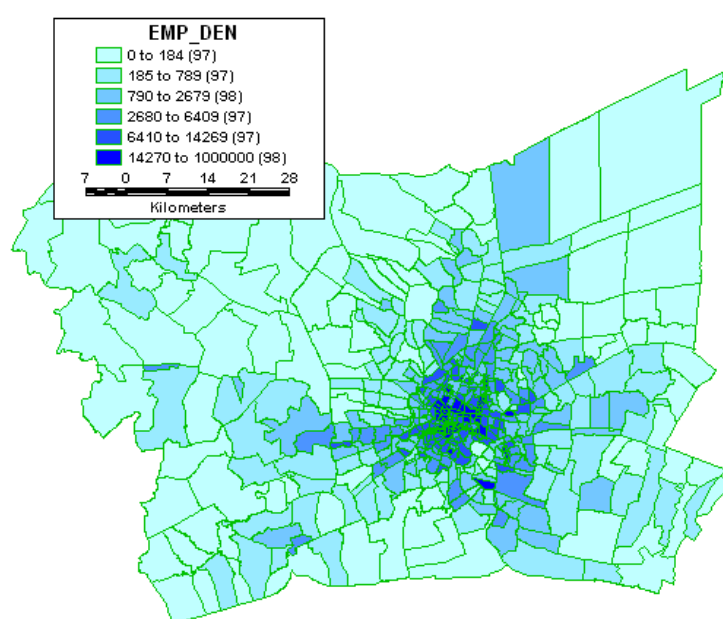 EMP_DEN
0 to 184 (97)
185 to 789 (97)
790 to 2679 (98)
2680 to 6409 (97)
6410 to 14269 (97)
14270 to 1000000 (98)
7 0 7 14 21 28
Kilometers